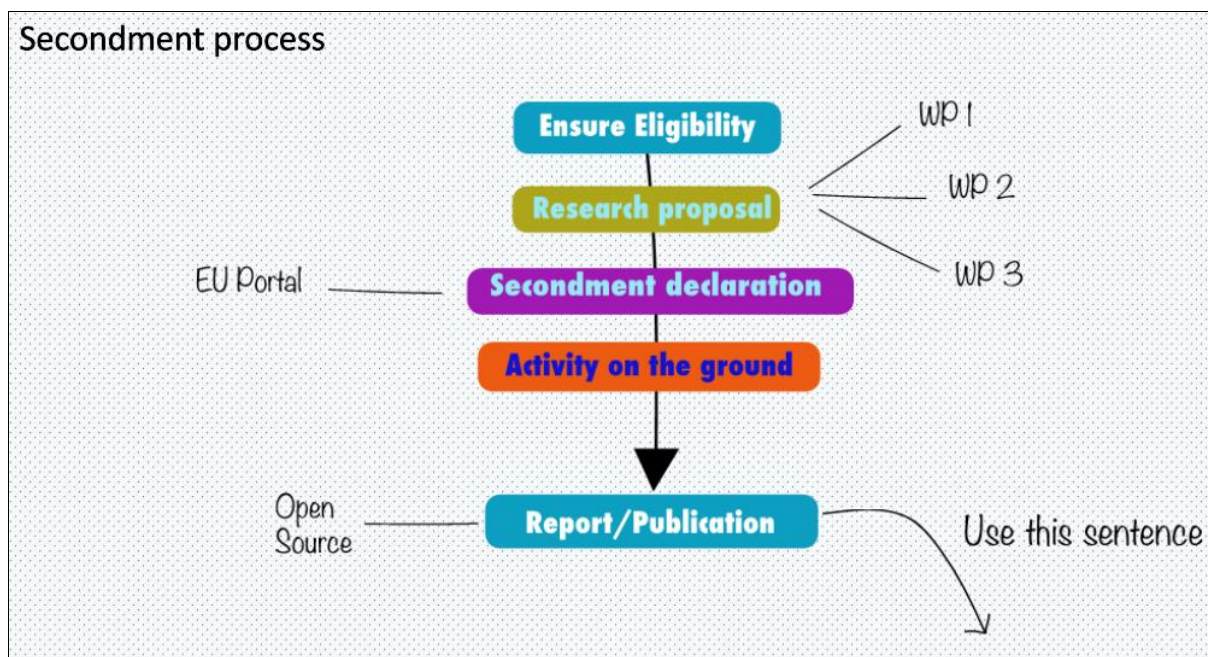 Secondment process
Ensure Eligibility
WP 1
Research proposal
WP 2
WP 3
EU Portal
Secondment declaration
Activity on the ground
Open
Source
Report/Publication
Use this sentence